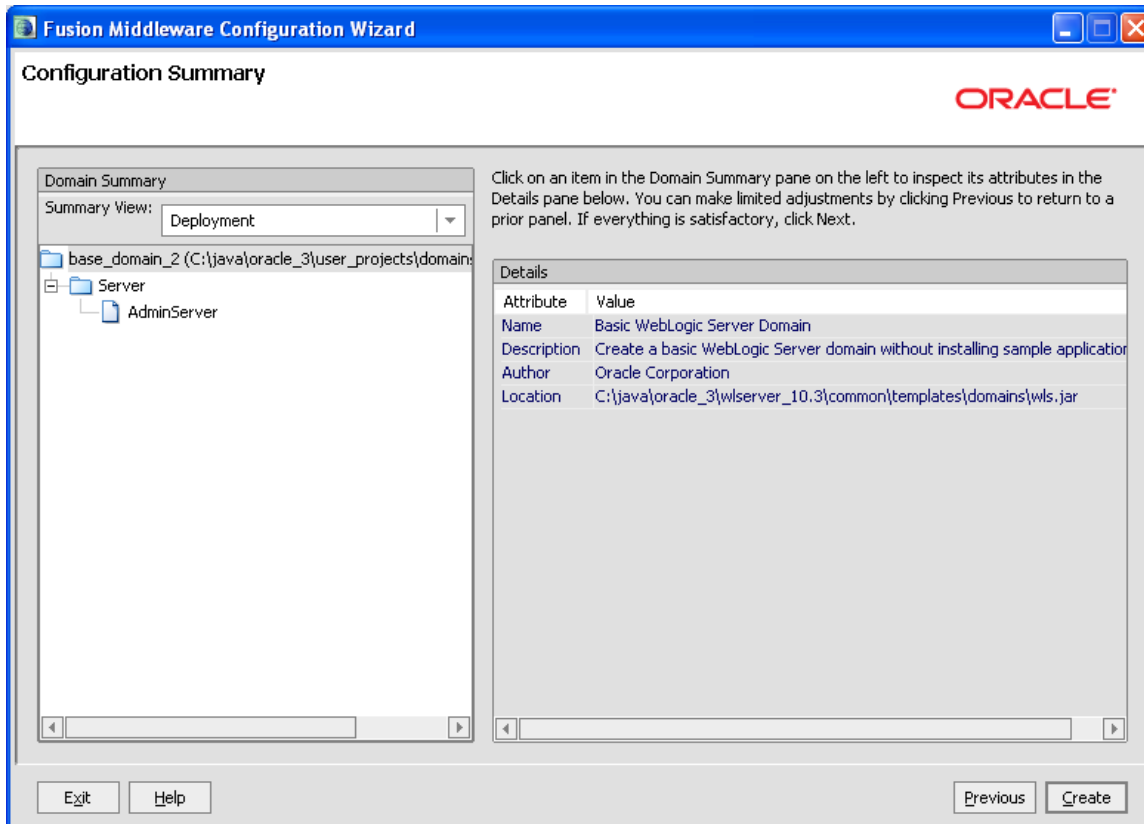 Fusion Middleware Configuration Wizard
Configuration Summary
ORACLE
Domain Summary
Summary View:
Deployment
base_domain_2 (C:\java\oracle_3\user_projects\domain
Server
AdminServer
Click on an item in the Domain Summary pane on the left to inspect its attributes in the
Details pane below. You can make limited adjustments by clicking Previous to return to a
prior panel. If everything is satisfactory, click Next.
Details
Attribute Value
Name Basic WebLogic Server Domain
Description Create a basic WebLogic Server domain without installing sample application
Author Oracle Corporation
Location C:\java\oracle_3\wlserver_10.3\common\templates\domains\wls.jar
Exit Help Previous Create